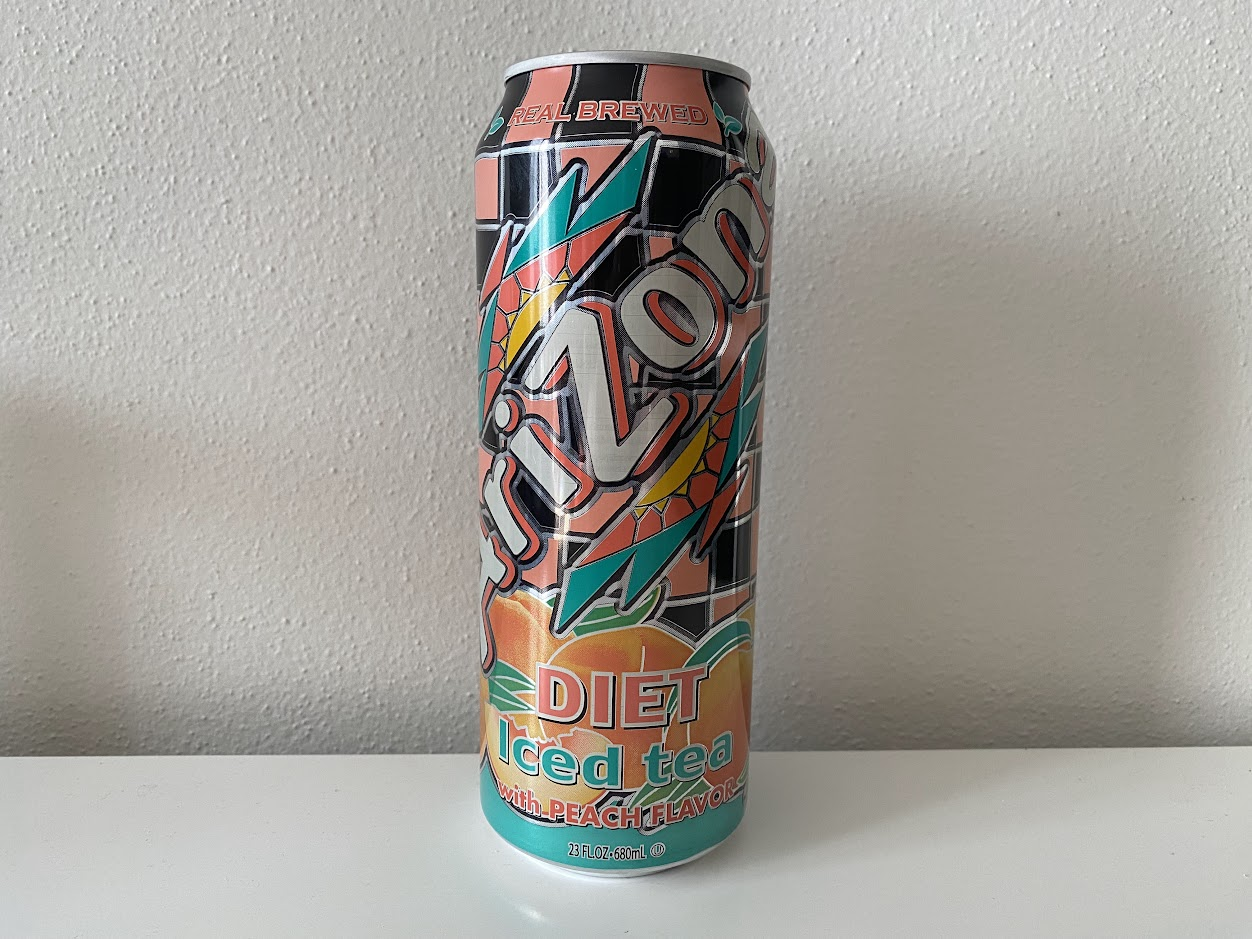 REAL BREWED
AriZona
DIET
Iced tea
with PEACH FLAVOR
23 FL.OZ•680mL U